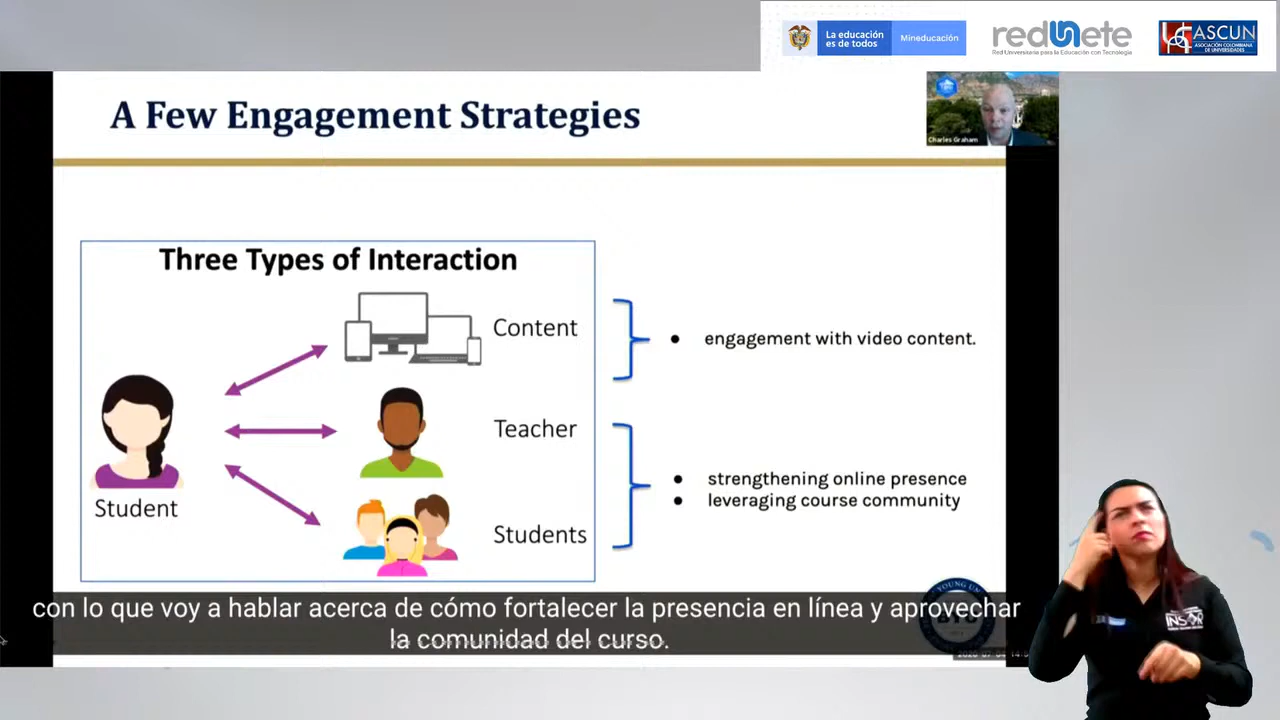 La educación
es de todos
Mineducación
redunete
Red Universitaria para la Educación con Tecnología
ASCUN
ASOCIACIÓN COLOMBIANA
DE UNIVERSIDADES
A Few Engagement Strategies
Charles Graham
Three Types of Interaction
Content
engagement with video content.
Teacher
strengthening online presence
leveraging course community
Student
Students
YOUNG UN
con lo que voy a hablar acerca de cómo fortalecer la presencia en línea y aprovechar
la comunidad del curso.
INSOR